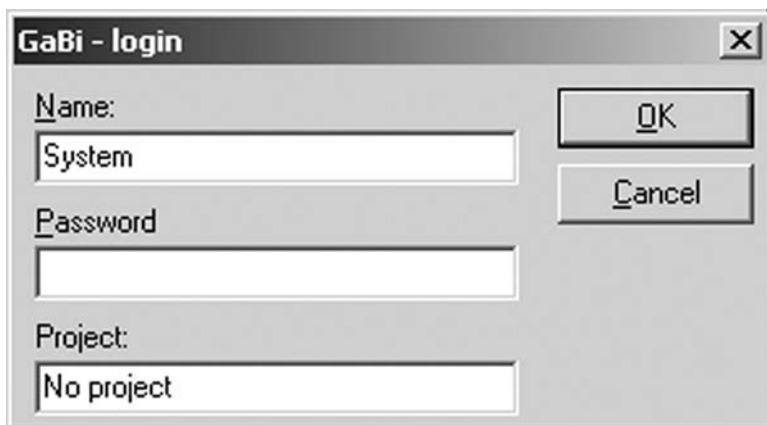 GaBi - login
Name:
System
OK
Cancel
Password
Project:
No project